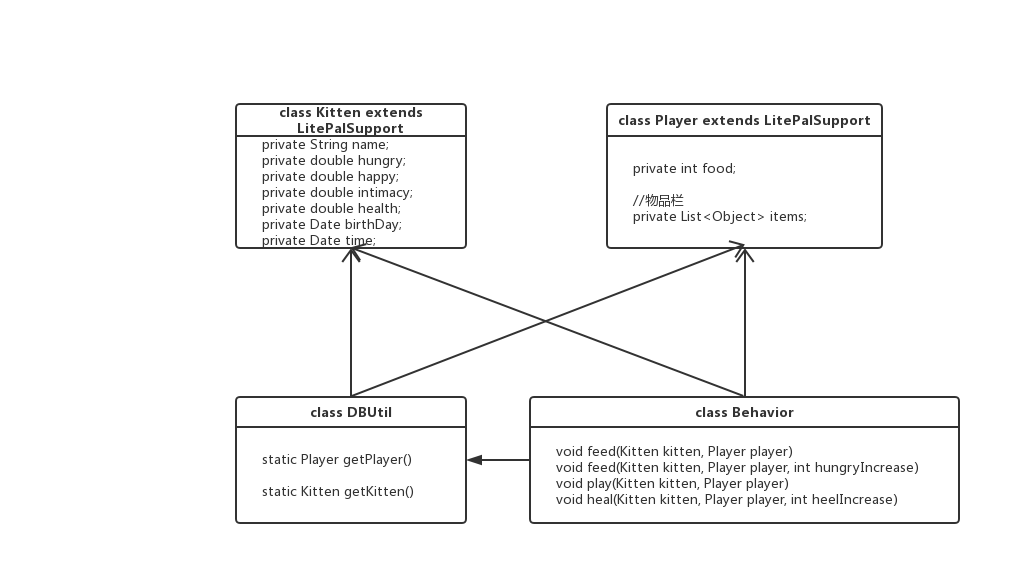 class Kitten extends
LitePalSupport
private String name;
private double hungry;
private double happy;
private double intimacy;
private double health;
private Date birthDay;
private Date time;
class Player extends LitePalSupport
private int food;
//物品栏
private List<Object> items;
class DBUtil
static Player getPlayer()
static Kitten getKitten()
class Behavior
void feed(Kitten kitten, Player player)
void feed(Kitten kitten, Player player, int hungryIncrease)
void play(Kitten kitten, Player player)
void heal(Kitten kitten, Player player, int heelIncrease)